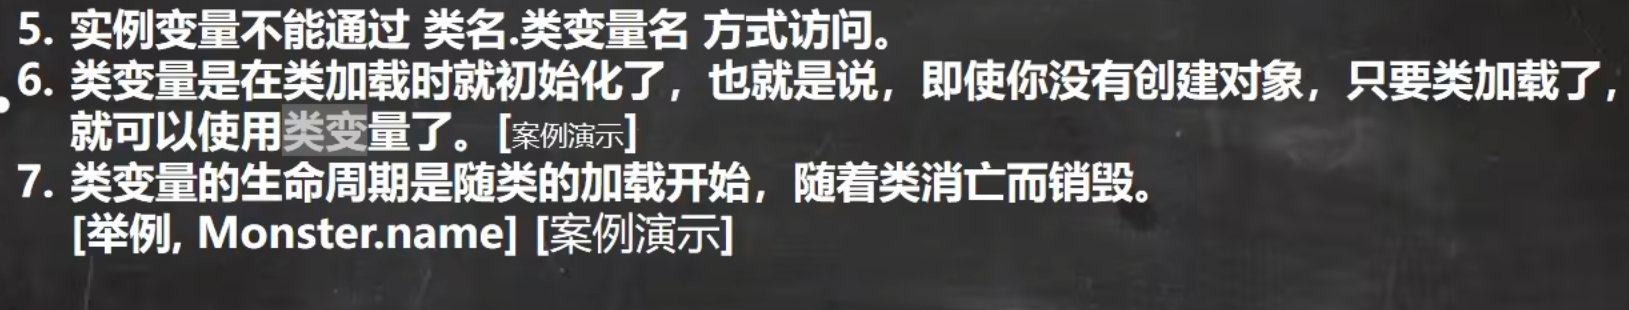 5. 实例变量不能通过 类名.类变量名 方式访问。
6. 类变量是在类加载时就初始化了，也就是说，即使你没有创建对象，只要类加载了，
就可以使用类变量了。[案例演示]
7. 类变量的生命周期是随类的加载开始，随着类消亡而销毁。
[举例, Monster.name] [案例演示]